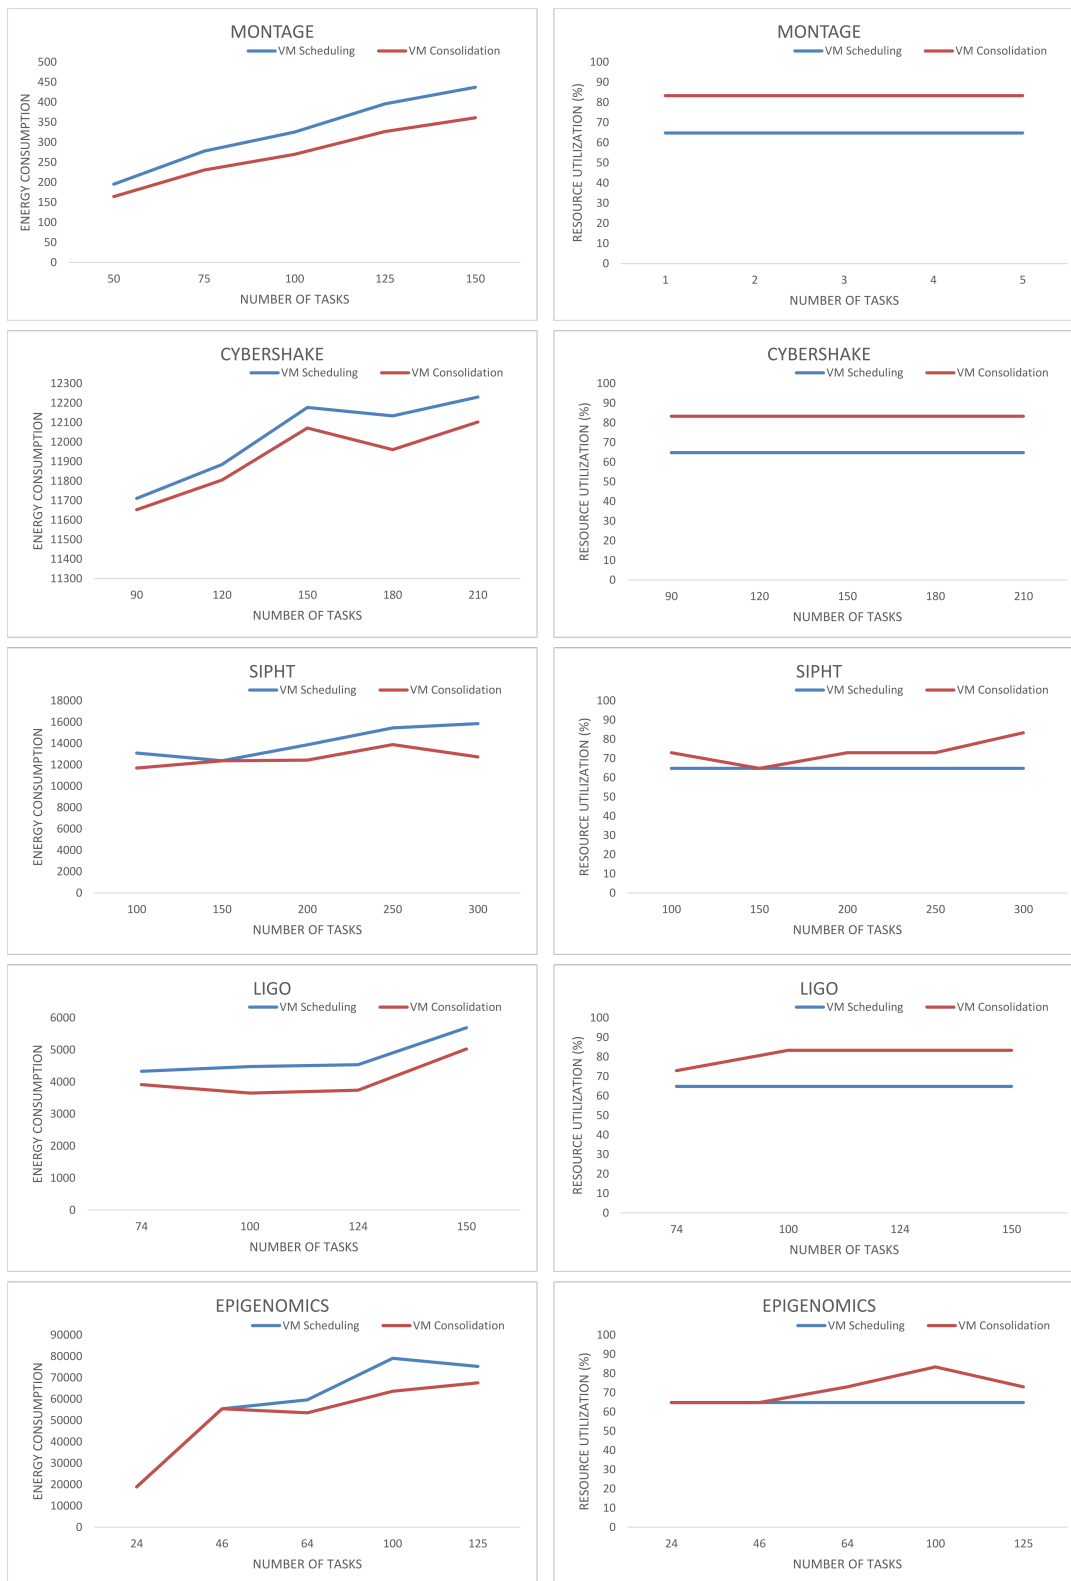 MONTAGE
VM Scheduling VM Consolidation
500
450
400
350
300
250
200
150
100
50
0
ENERGY CONSUMPTION
50 75 100 125 150
NUMBER OF TASKS
MONTAGE
VM Scheduling VM Consolidation
100
90
80
70
60
50
40
30
20
10
0
RESOURCE UTILIZATION (%)
1 2 3 4 5
NUMBER OF TASKS
CYBERSHAKE
VM Scheduling VM Consolidation
12300
12200
12100
12000
11900
11800
11700
11600
11500
11400
11300
ENERGY CONSUMPTION
90 120 150 180 210
NUMBER OF TASKS
CYBERSHAKE
VM Scheduling VM Consolidation
100
90
80
70
60
50
40
30
20
10
0
RESOURCE UTILIZATION (%)
90 120 150 180 210
NUMBER OF TASKS
SIPHT
VM Scheduling VM Consolidation
18000
16000
14000
12000
10000
8000
6000
4000
2000
0
ENERGY CONSUMPTION
100 150 200 250 300
NUMBER OF TASKS
SIPHT
VM Scheduling VM Consolidation
100
90
80
70
60
50
40
30
20
10
0
RESOURCE UTILIZATION (%)
100 150 200 250 300
NUMBER OF TASKS
LIGO
VM Scheduling VM Consolidation
6000
5000
4000
3000
2000
1000
0
ENERGY CONSUMPTION
74 100 124 150
NUMBER OF TASKS
LIGO
VM Scheduling VM Consolidation
100
90
80
70
60
50
40
30
20
10
0
RESOURCE UTILIZATION (%)
74 100 124 150
NUMBER OF TASKS
EPIGENOMICS
VM Scheduling VM Consolidation
90000
80000
70000
60000
50000
40000
30000
20000
10000
0
ENERGY CONSUMPTION
24 46 64 100 125
NUMBER OF TASKS
EPIGENOMICS
VM Scheduling VM Consolidation
100
90
80
70
60
50
40
30
20
10
0
RESOURCE UTILIZATION (%)
24 46 64 100 125
NUMBER OF TASKS